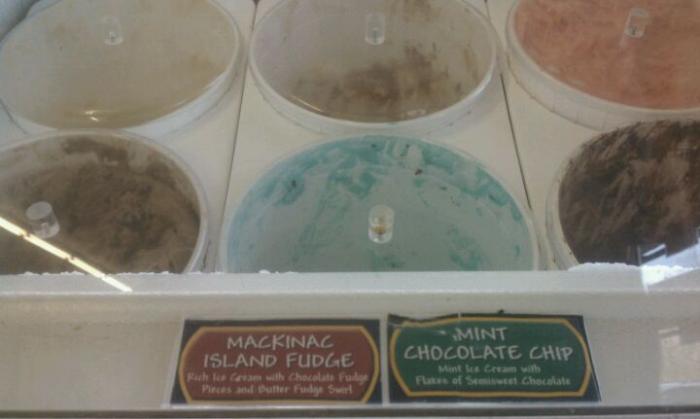 MACKINAC
ISLAND FUDGE
Rich Ice Cream with Chocolate Fudge
Pieces and Butter Fudge Swirl
MINT
CHOCOLATE CHIP
Mint Ice Cream with
Flakes of Semisweet Chocolate